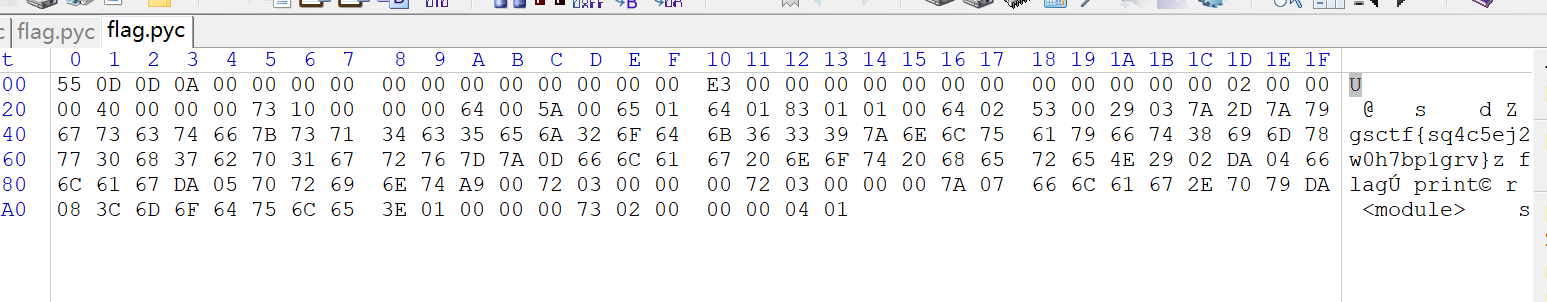 c flag.pyc flag.pyc
t 0 1 2 3 4 5 6 7 8 9 A B C D E F 10 11 12 13 14 15 16 17 18 19 1A 1B 1C 1D 1E 1F
00 55 0D 0D 0A 00 00 00 00 00 00 00 00 00 00 00 00 E3 00 00 00 00 00 00 00 00 00 00 00 00 02 00 00 U
20 00 40 00 00 00 73 10 00 00 00 64 00 5A 00 65 01 64 01 83 01 01 00 64 02 53 00 29 03 7A 2D 7A 79 @ s d Z
40 67 73 63 74 66 7B 73 71 34 63 35 65 6A 32 6F 64 6B 36 33 39 7A 6E 6C 75 61 79 66 74 38 69 6D 78 gsctf{sq4c5ej2
60 77 30 68 37 62 70 31 67 72 76 7D 7A 0D 66 6C 61 67 20 6E 6F 74 20 68 65 72 65 4E 29 02 DA 04 66 w0h7bp1grv}z f
80 6C 61 67 DA 05 70 72 69 6E 74 A9 00 72 03 00 00 00 72 03 00 00 00 7A 07 66 6C 61 67 2E 70 79 DA lagÚ print© r
A0 08 3C 6D 6F 64 75 6C 65 3E 01 00 00 00 73 02 00 00 00 04 01 <module> s